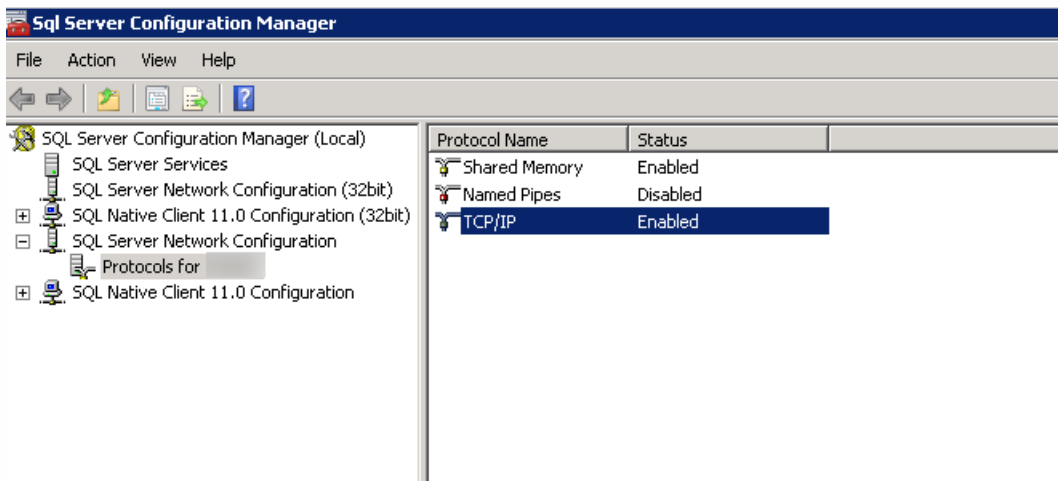 Sql Server Configuration Manager
File Action View Help
SQL Server Configuration Manager (Local)
SQL Server Services
SQL Server Network Configuration (32bit)
SQL Native Client 11.0 Configuration (32bit)
SQL Server Network Configuration
Protocols for
SQL Native Client 11.0 Configuration
Protocol Name Status
Shared Memory Enabled
Named Pipes Disabled
TCP/IP Enabled